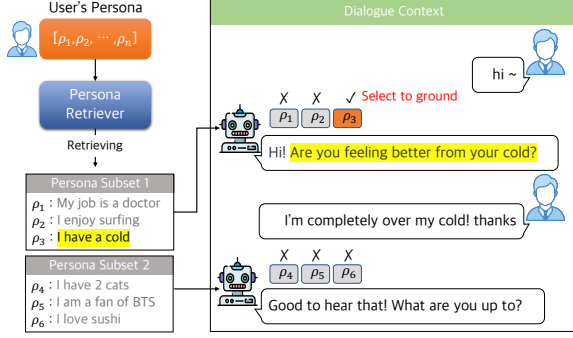 User's Persona
[ρ₁,ρ₂, ⋯ ,ρₙ]
Persona
Retriever
Retrieving
Persona Subset 1
ρ₁ : My job is a doctor
ρ₂ : I enjoy surfing
ρ₃ : I have a cold
Persona Subset 2
ρ₄ : I have 2 cats
ρ₅ : I am a fan of BTS
ρ₆ : I love sushi
Dialogue Context
hi ~
X X ✓ Select to ground
ρ₁ ρ₂ ρ₃
Hi! Are you feeling better from your cold?
I'm completely over my cold! thanks
X X X
ρ₄ ρ₅ ρ₆
Good to hear that! What are you up to?